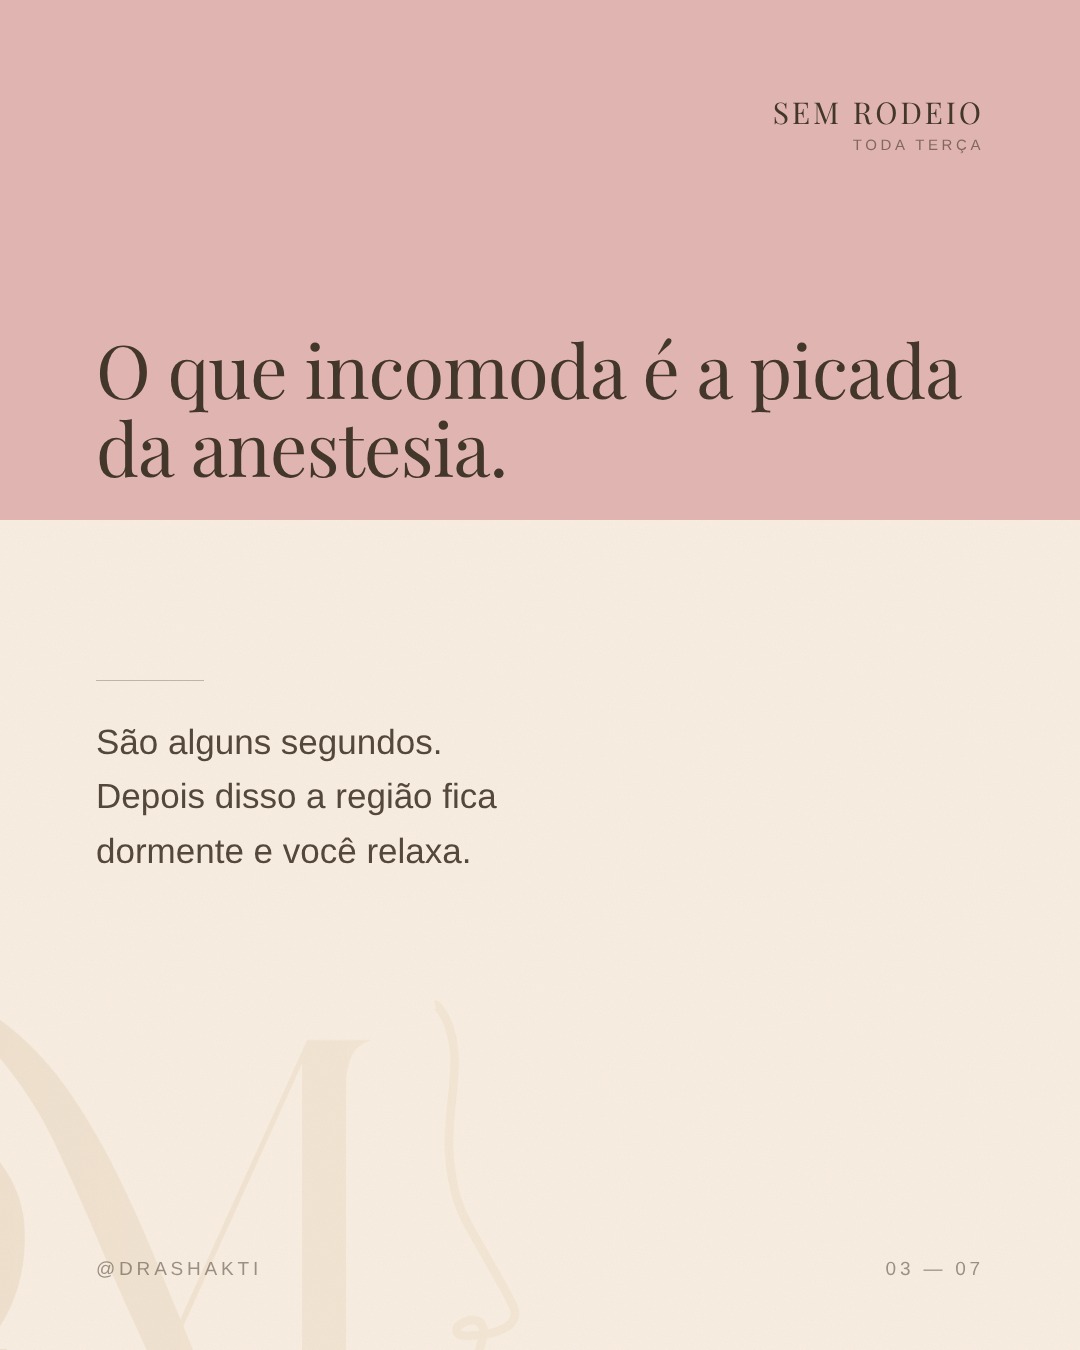 SEM RODEIO
TODA TERÇA
O que incomoda é a picada
da anestesia.
São alguns segundos.
Depois disso a região fica
dormente e você relaxa.
@DRASHAKTI
03 — 07